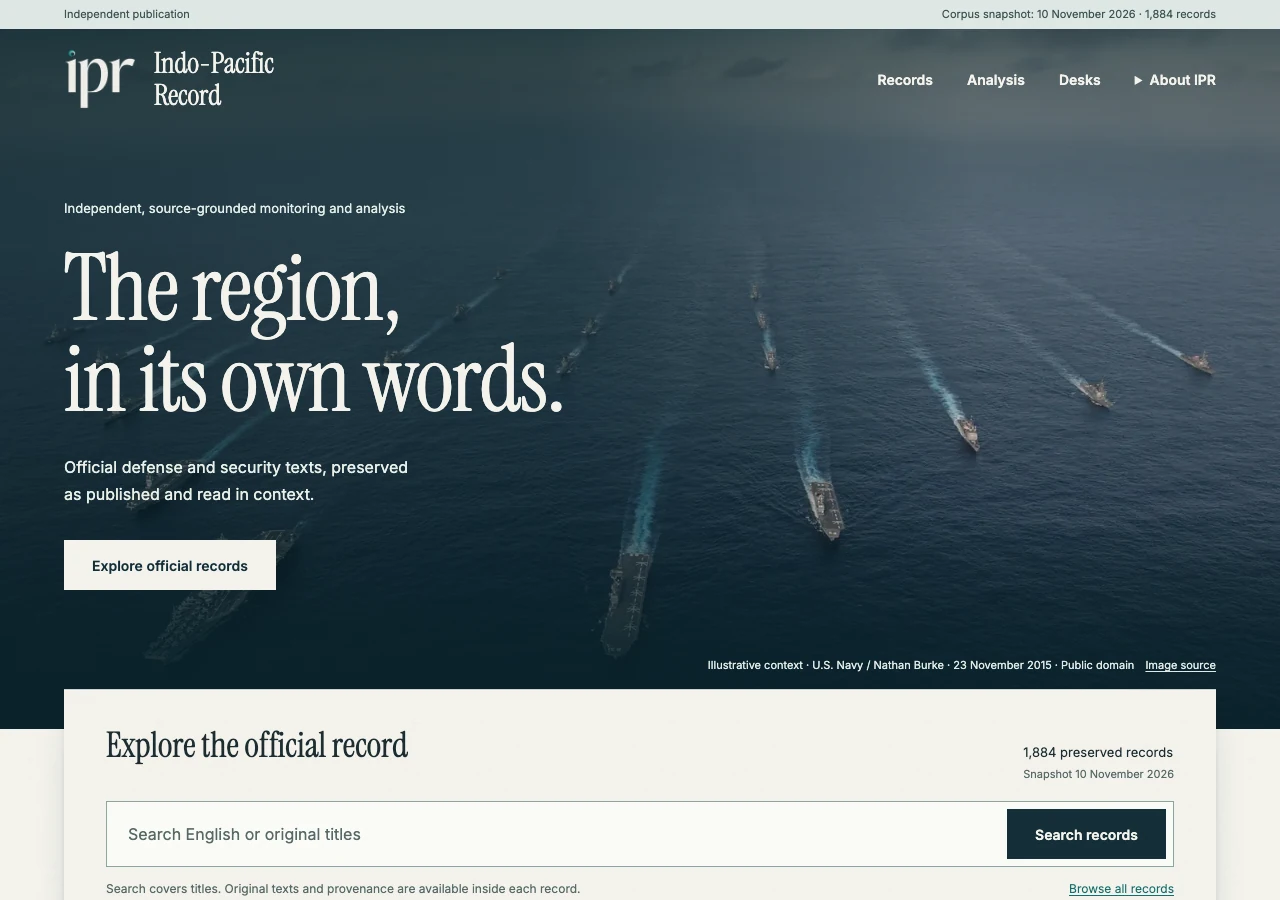 Independent publication
Corpus snapshot: 10 November 2026 · 1,884 records
ipr
Indo-Pacific
Record
Records
Analysis
Desks
▶ About IPR
Independent, source-grounded monitoring and analysis
The region,
in its own words.
Official defense and security texts, preserved
as published and read in context.
Explore official records
Illustrative context · U.S. Navy / Nathan Burke · 23 November 2015 · Public domain
Image source
Explore the official record
1,884 preserved records
Snapshot 10 November 2026
Search English or original titles
Search records
Search covers titles. Original texts and provenance are available inside each record.
Browse all records